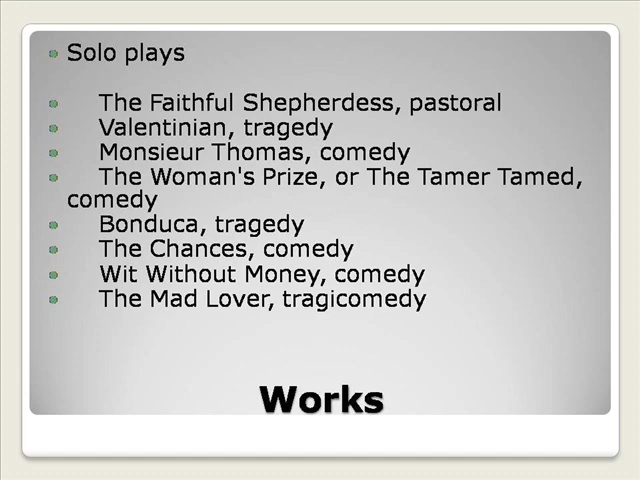 Solo plays
The Faithful Shepherdess, pastoral
Valentinian, tragedy
Monsieur Thomas, comedy
The Woman's Prize, or The Tamer Tamed,
comedy
Bonduca, tragedy
The Chances, comedy
Wit Without Money, comedy
The Mad Lover, tragicomedy
Works